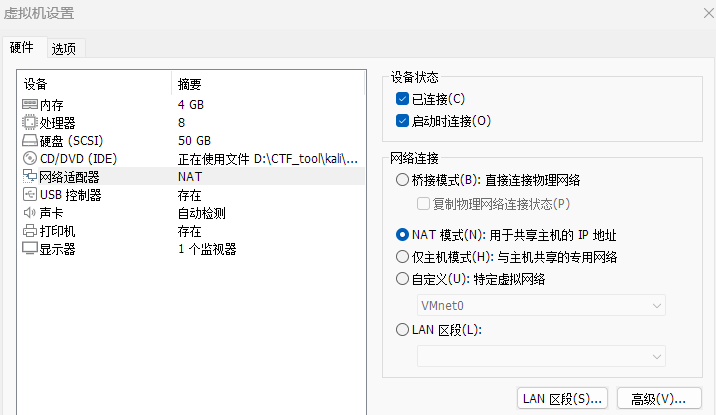 虚拟机设置
硬件 选项
设备 摘要
内存 4 GB
处理器 8
硬盘 (SCSI) 50 GB
CD/DVD (IDE) 正在使用文件 D:\CTF_tool\kali\...
网络适配器 NAT
USB 控制器 存在
声卡 自动检测
打印机 存在
显示器 1 个监视器
设备状态
已连接(C)
启动时连接(O)
网络连接
桥接模式(B): 直接连接物理网络
复制物理网络连接状态(P)
NAT 模式(N): 用于共享主机的 IP 地址
仅主机模式(H): 与主机共享的专用网络
自定义(U): 特定虚拟网络
VMnet0
LAN 区段(L):
LAN 区段(S)... 高级(V)...